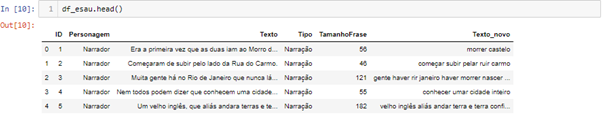 In [10]: 1 df_esau.head()
Out[10]:
ID Personagem Texto Tipo TamanhoFrase Texto_novo
0 1 Narrador Era a primeira vez que as duas iam ao Morro d... Narração 56 morrer castelo
1 2 Narrador Começaram de subir pelo lado da Rua do Carmo. Narração 46 começar subir pelar ruir carmo
2 3 Narrador Muita gente há no Rio de Janeiro que nunca lá... Narração 121 gente haver rir janeiro haver morrer nascer ...
3 4 Narrador Nem todos podem dizer que conhecem uma cidade... Narração 55 conhecer umar cidade inteiro
4 5 Narrador Um velho inglês, que aliás andara terras e te... Narração 182 velho inglês aliás andar terra e terra confi...